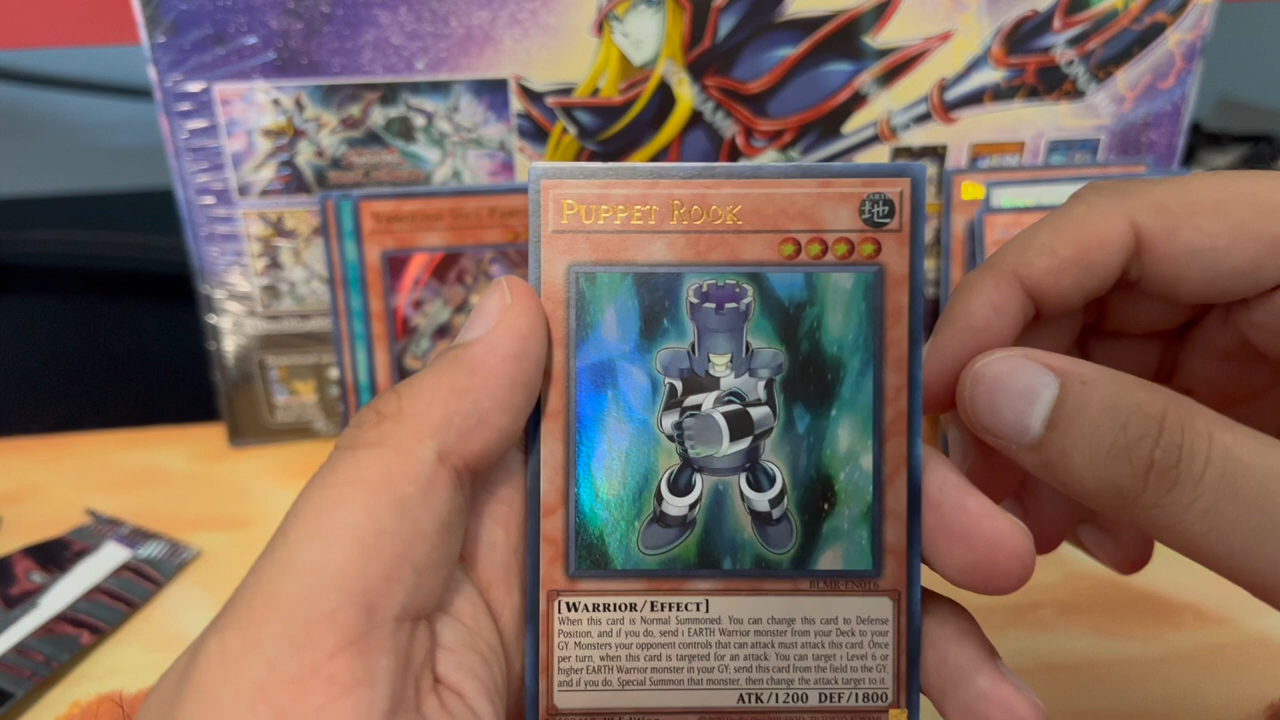 KONAMI
PUPPET ROOK
EARTH
地
BLMR-EN016
[WARRIOR/EFFECT]
When this card is Normal Summoned: You can change this card to Defense
Position, and if you do, send 1 EARTH Warrior monster from your Deck to your
GY. Monsters your opponent controls that can attack must attack this card. Once
per turn, when this card is targeted for an attack: You can target 1 Level 6 or
higher EARTH Warrior monster in your GY; send this card from the field to the GY,
and if you do, Special Summon that monster, then change the attack target to it.
ATK/1200 DEF/1800